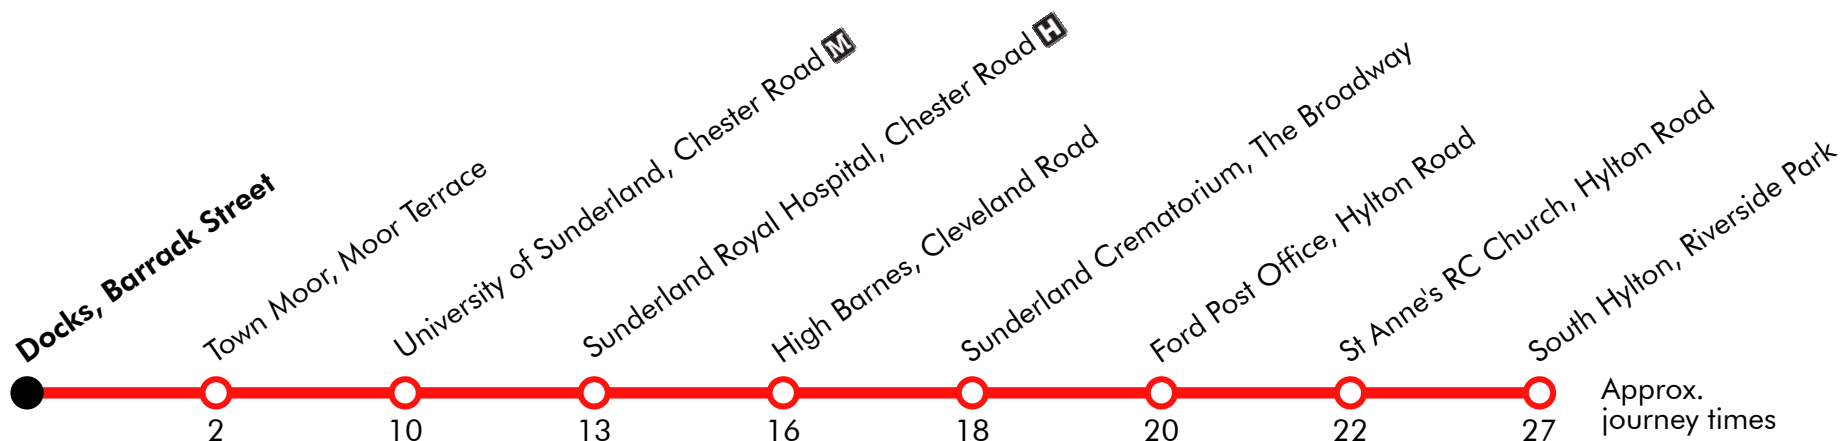 Docks, Barrack Street
Town Moor, Moor Terrace
University of Sunderland, Chester Road M
Sunderland Royal Hospital, Chester Road H
High Barnes, Cleveland Road
Sunderland Crematorium, The Broadway
Ford Post Office, Hylton Road
St Anne's RC Church, Hylton Road
South Hylton, Riverside Park
2 10 13 16 18 20 22 27
Approx.
journey times